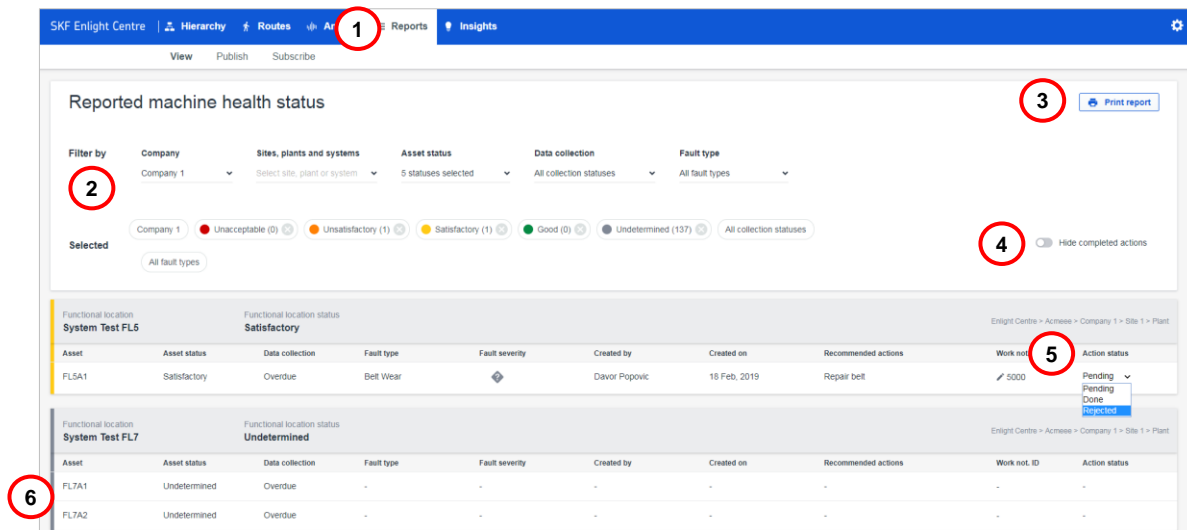 SKF Enlight Centre | Hierarchy Routes An 1 Reports Insights
View Publish Subscribe
Reported machine health status
3 Print report
Filter by Company Sites, plants and systems Asset status Data collection Fault type
2 Company 1 Select site, plant or system 5 statuses selected All collection statuses All fault types
Selected Company 1 Unacceptable (0) Unsatisfactory (1) Satisfactory (1) Good (0) Undetermined (137) All collection statuses
4 Hide completed actions
All fault types
Functional location Functional location status
System Test FL5 Satisfactory Enlight Centre > Acmeee > Company 1 > Site 1 > Plant
Asset Asset status Data collection Fault type Fault severity Created by Created on Recommended actions Work not. 5 Action status
FL5A1 Satisfactory Overdue Belt Wear ? Davor Popovic 18 Feb, 2019 Repair belt 5000 Pending
Pending
Done
Rejected
Functional location Functional location status
System Test FL7 Undetermined Enlight Centre > Acmeee > Company 1 > Site 1 > Plant
Asset Asset status Data collection Fault type Fault severity Created by Created on Recommended actions Work not. ID Action status
6 FL7A1 Undetermined Overdue - - - - - - -
FL7A2 Undetermined Overdue - - - - - - -